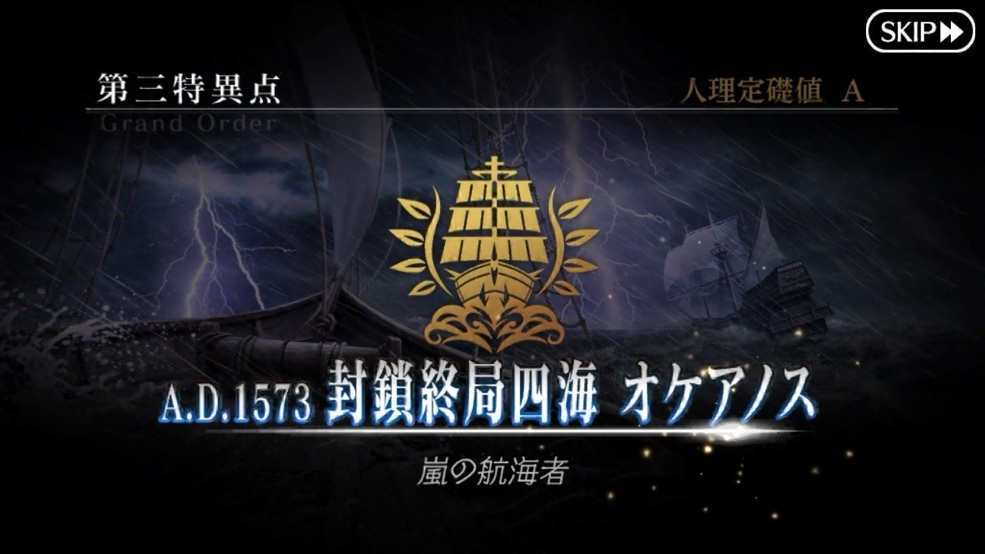 SKIP
第三特異点
人理定礎値 A
Grand Order
A.D.1573 封鎖終局四海 オケアノス
嵐の航海者